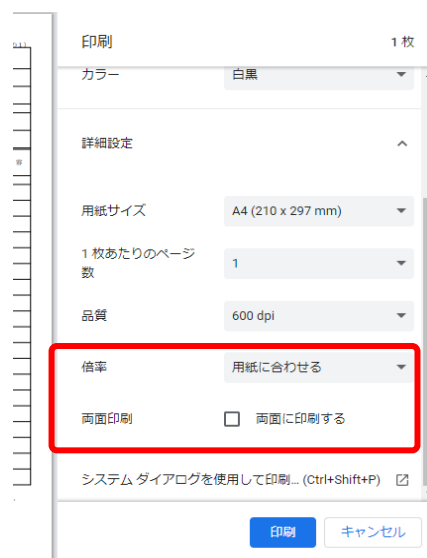 印刷
1 枚
カラー
白黒
詳細設定
容
用紙サイズ
A4 (210 x 297 mm)
1 枚あたりのページ
数
1
品質
600 dpi
倍率
用紙に合わせる
両面印刷
両面に印刷する
システム ダイアログを使用して印刷... (Ctrl+Shift+P)
印刷
キャンセル